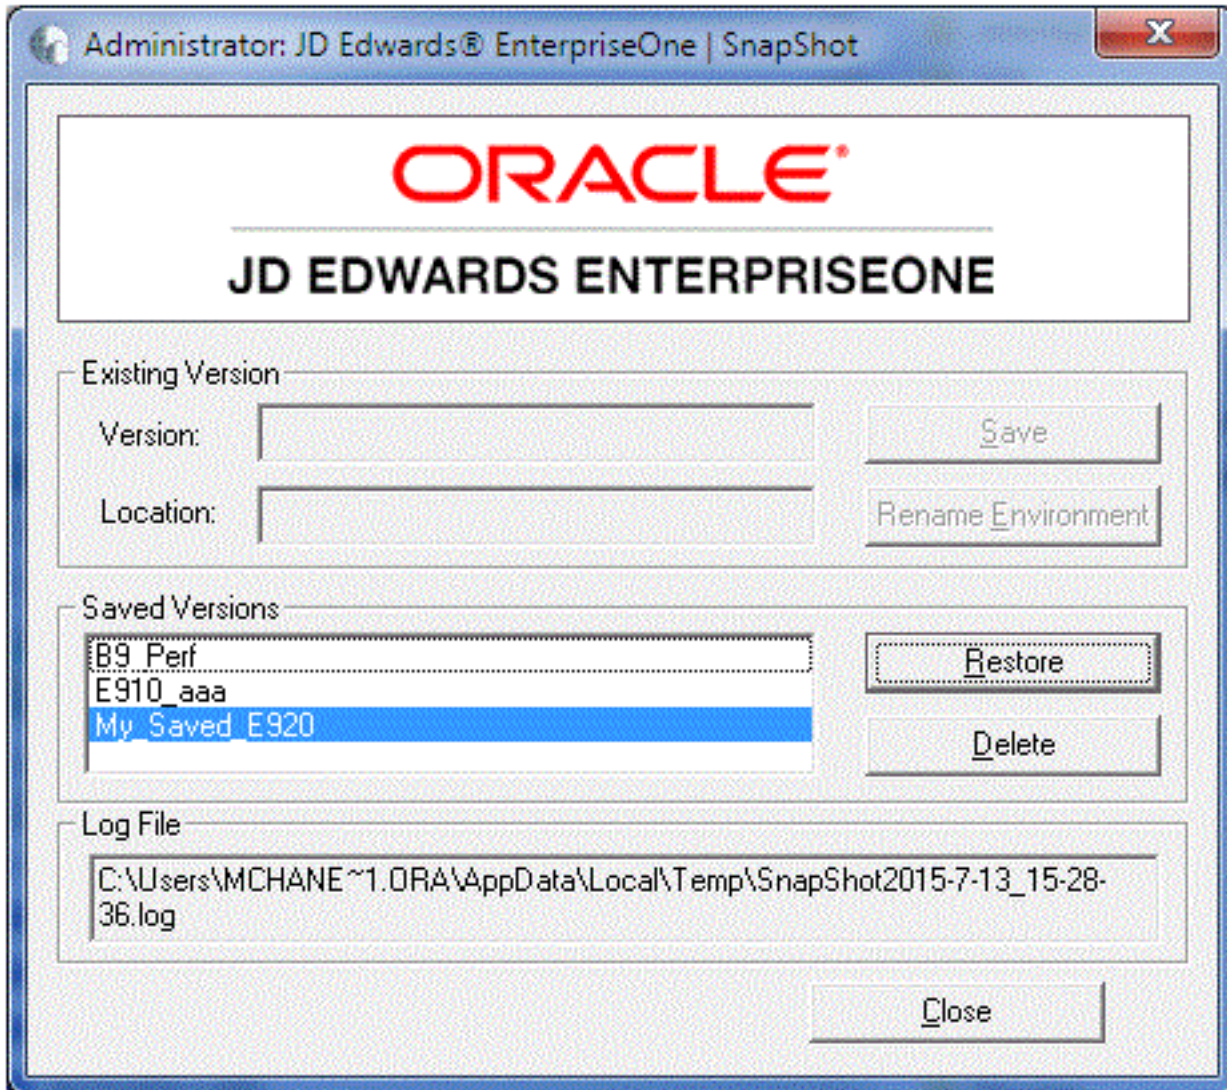 Administrator: JD Edwards® EnterpriseOne | SnapShot
X
ORACLE®
JD EDWARDS ENTERPRISEONE
Existing Version
Version:
Save
Location:
Rename Environment
Saved Versions
B9_Perf
E910_aaa
My_Saved_E920
Restore
Delete
Log File
C:\Users\MCHANE~1.ORA\AppData\Local\Temp\SnapShot2015-7-13_15-28-
36.log
Close